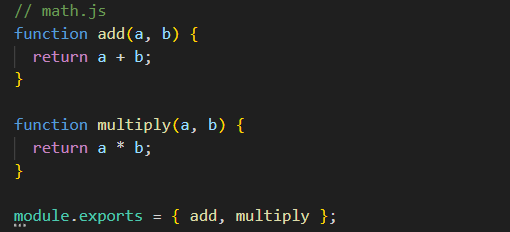 // math.js
function add(a, b) {
  return a + b;
}

function multiply(a, b) {
  return a * b;
}

module.exports = { add, multiply };